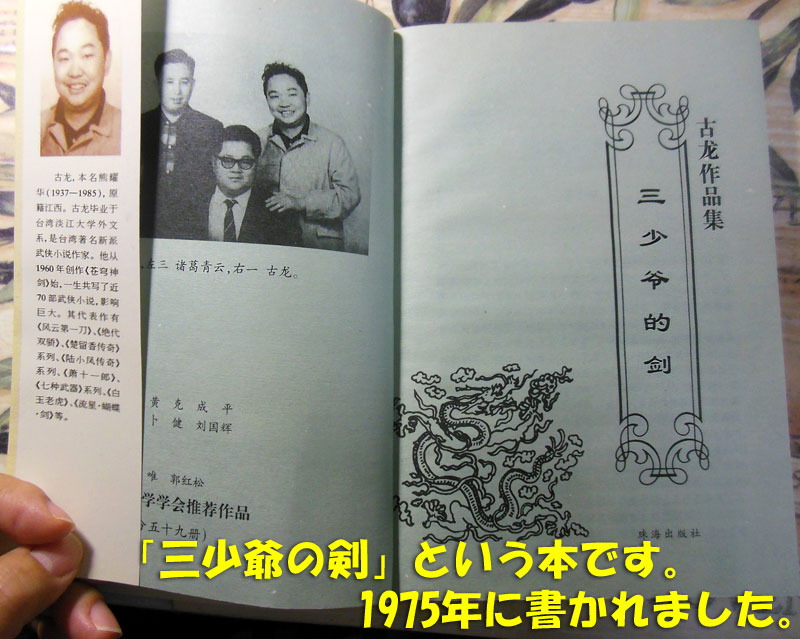 古龙,本名熊耀
华(1937—1985),原
籍江西。古龙毕业于
台湾淡江大学外文
系,是台湾著名新派
武侠小说作家。他从
1960年创作《苍穹神
剑》始,一生共写了近
70部武侠小说,影响
巨大。其代表作有
《风云第一刀》、《绝代
双骄》、《楚留香传奇》
系列、《陆小凤传奇》
系列、《萧十一郎》、
《七种武器》系列、《白
玉老虎》、《流星·蝴蝶
·剑》等。
左三 诸葛青云,右一 古龙。
黄 克 成 平
卜 健 刘国辉
唯 郭红松
学学会推荐作品
五十九册)
古龙作品集
三少爷的剑
珠海出版社
「三少爺の剣」という本です。
1975年に書かれました。